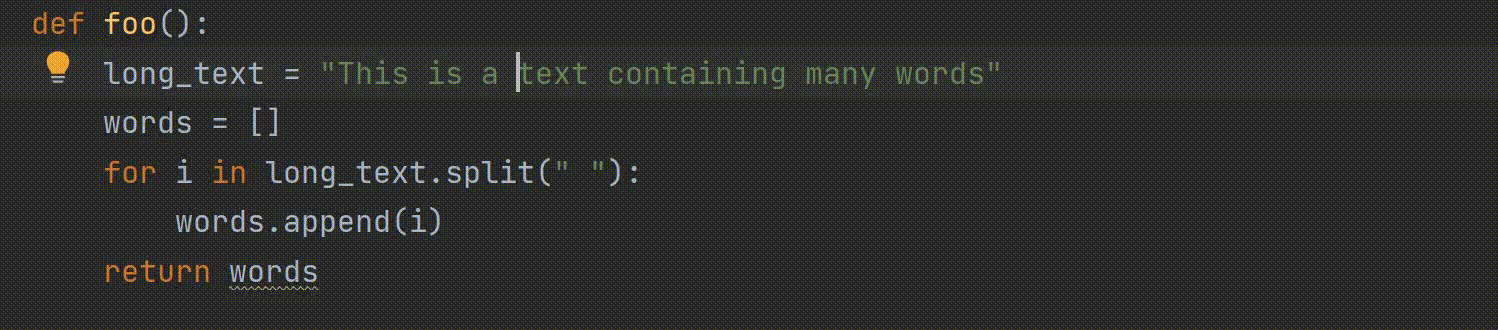 def foo():
    long_text = "This is a text containing many words"
    words = []
    for i in long_text.split(" "):
        words.append(i)
    return words